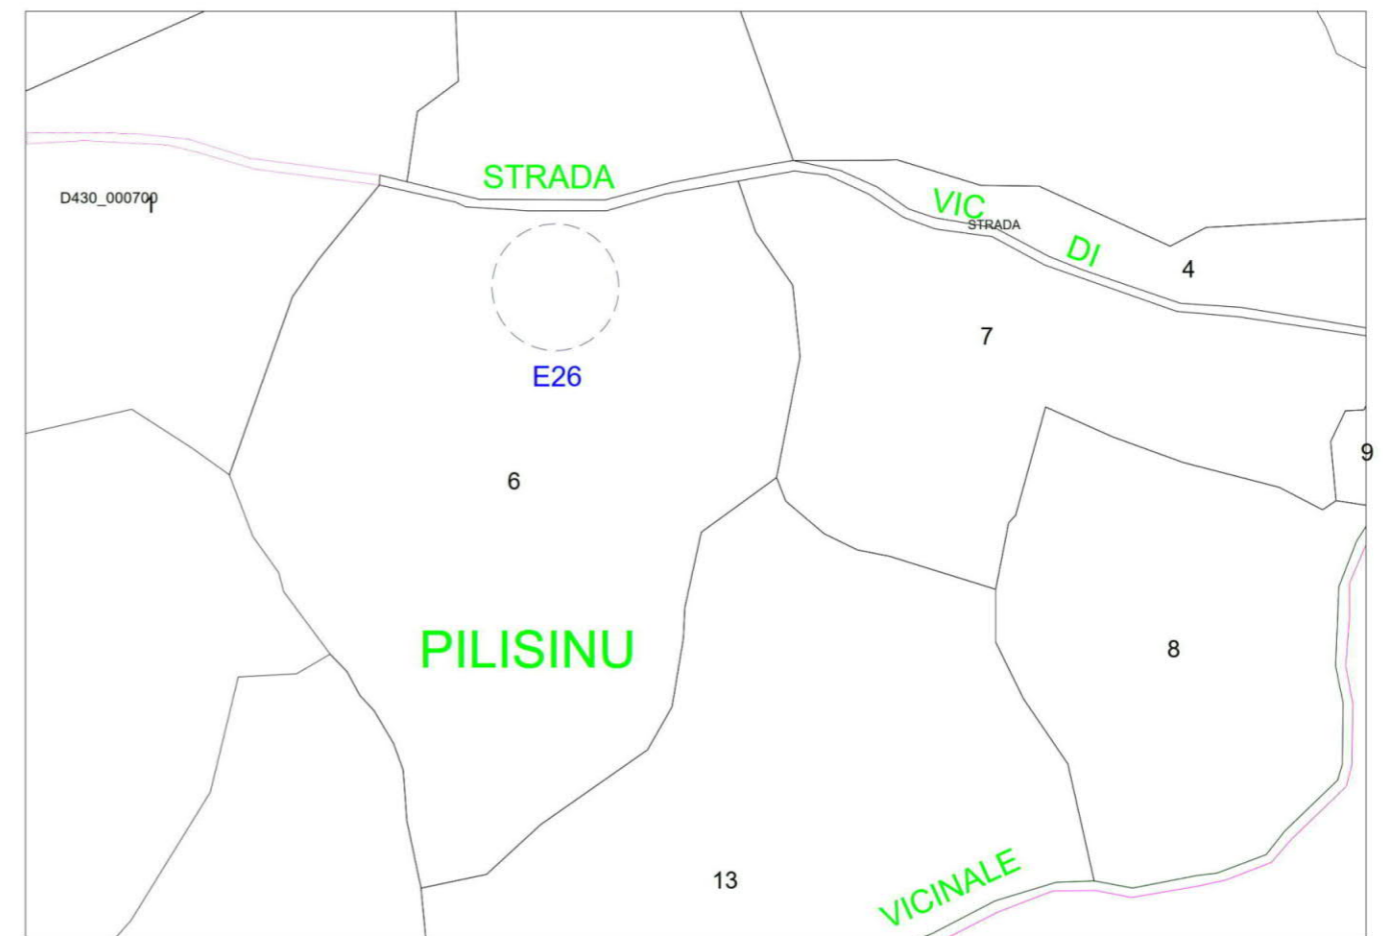 STRADA
D430_000700
1
VIC
STRADA
DI
4
7
E26
9
6
PILISINU
8
13
VICINALE